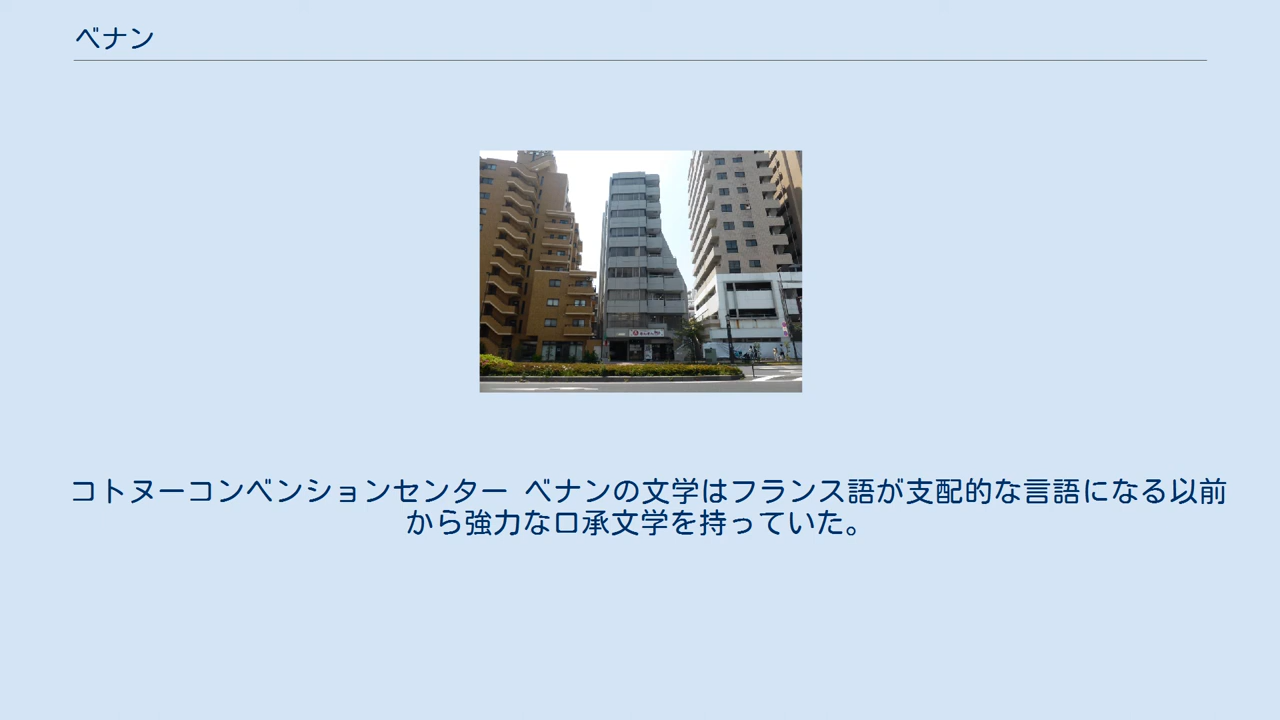 ベナン
コトヌーコンベンションセンター ベナンの文学はフランス語が支配的な言語になる以前
から強力な口承文学を持っていた。